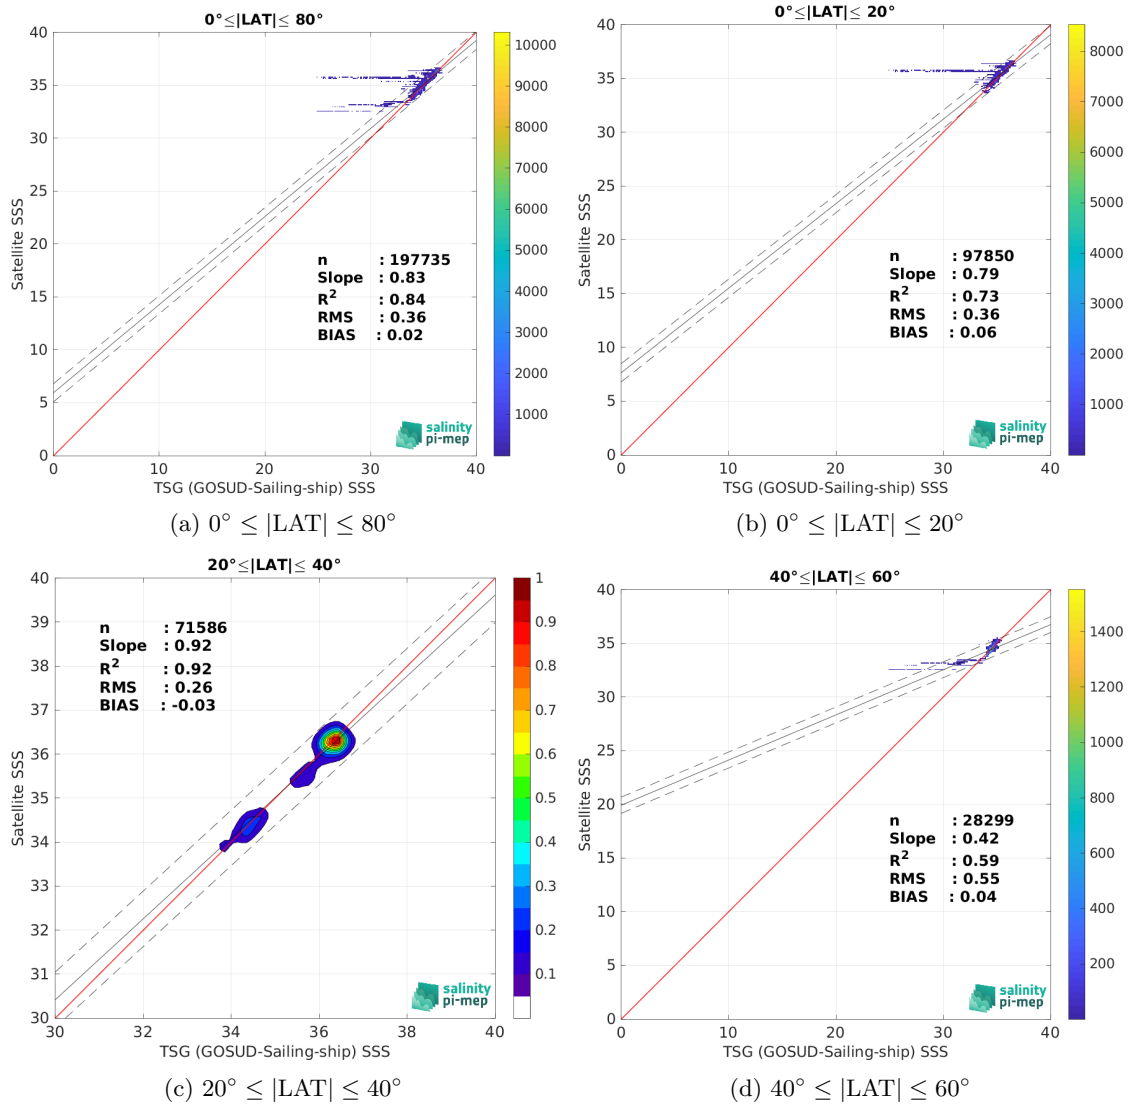 0°≤|LAT|≤ 80°
40
35
30
25
20
15
10
5
0
Satellite SSS
n : 197735
Slope : 0.83
R² : 0.84
RMS : 0.36
BIAS : 0.02
salinity
pi-mep
0 10 20 30 40
TSG (GOSUD-Sailing-ship) SSS
10000
9000
8000
7000
6000
5000
4000
3000
2000
1000
(a) 0° ≤ |LAT| ≤ 80°
0°≤|LAT|≤ 20°
40
35
30
25
20
15
10
5
0
Satellite SSS
n : 97850
Slope : 0.79
R² : 0.73
RMS : 0.36
BIAS : 0.06
salinity
pi-mep
0 10 20 30 40
TSG (GOSUD-Sailing-ship) SSS
8000
7000
6000
5000
4000
3000
2000
1000
(b) 0° ≤ |LAT| ≤ 20°
20°≤|LAT|≤ 40°
40
39
38
37
36
35
34
33
32
31
30
Satellite SSS
n : 71586
Slope : 0.92
R² : 0.92
RMS : 0.26
BIAS : -0.03
salinity
pi-mep
30 32 34 36 38 40
TSG (GOSUD-Sailing-ship) SSS
1
0.9
0.8
0.7
0.6
0.5
0.4
0.3
0.2
0.1
(c) 20° ≤ |LAT| ≤ 40°
40°≤|LAT|≤ 60°
40
35
30
25
20
15
10
5
0
Satellite SSS
n : 28299
Slope : 0.42
R² : 0.59
RMS : 0.55
BIAS : 0.04
salinity
pi-mep
0 10 20 30 40
TSG (GOSUD-Sailing-ship) SSS
1400
1200
1000
800
600
400
200
(d) 40° ≤ |LAT| ≤ 60°